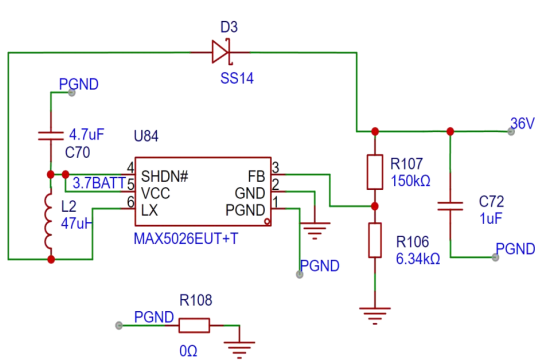 D3
SS14
PGND
4.7uF
C70
U84
4
5
6
SHDN#
VCC
LX
FB
GND
PGND
3
2
1
3.7BATT
L2
47uH
MAX5026EUT+T
36V
R107
150kΩ
C72
1uF
R106
6.34kΩ
PGND
PGND
R108
PGND
0Ω